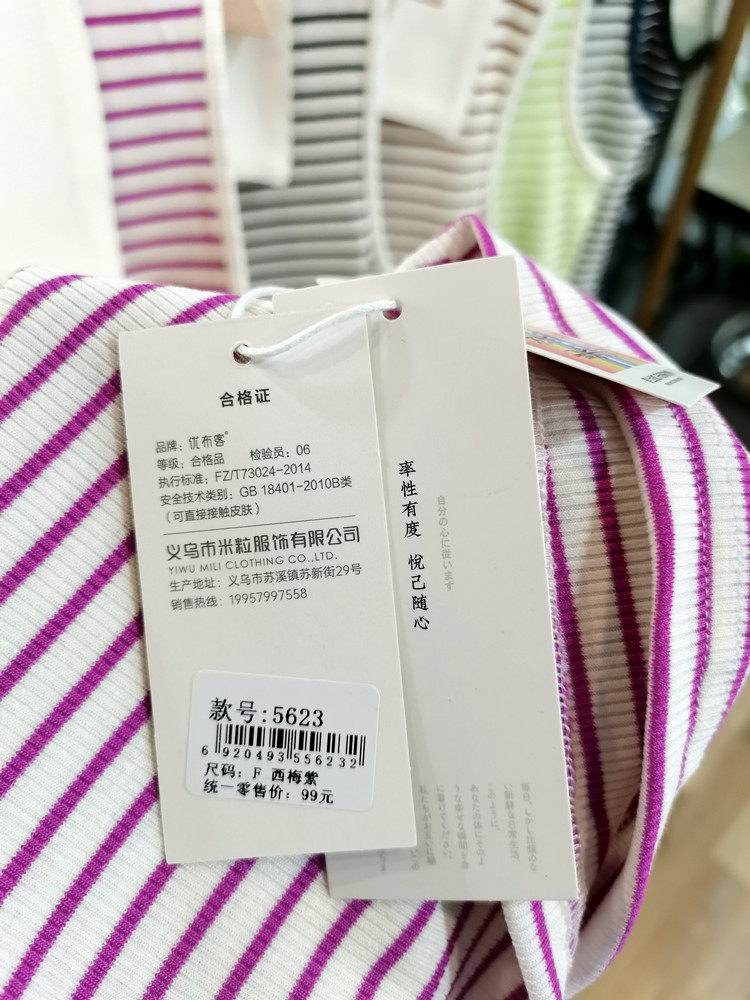 合格证
品牌：优布客®
等级：合格品 检验员：06
执行标准：FZ/T73024-2014
安全技术类别：GB 18401-2010B类
（可直接接触皮肤）
义乌市米粒服饰有限公司
YIWU MILI CLOTHING CO.,LTD.
生产地址：义乌市苏溪镇苏新街29号
销售热线：19957997558
款号:5623
6 920493 556232
尺码：F 西梅紫
统一零售价：99元
率性有度 悦己随心
自分の心に従います